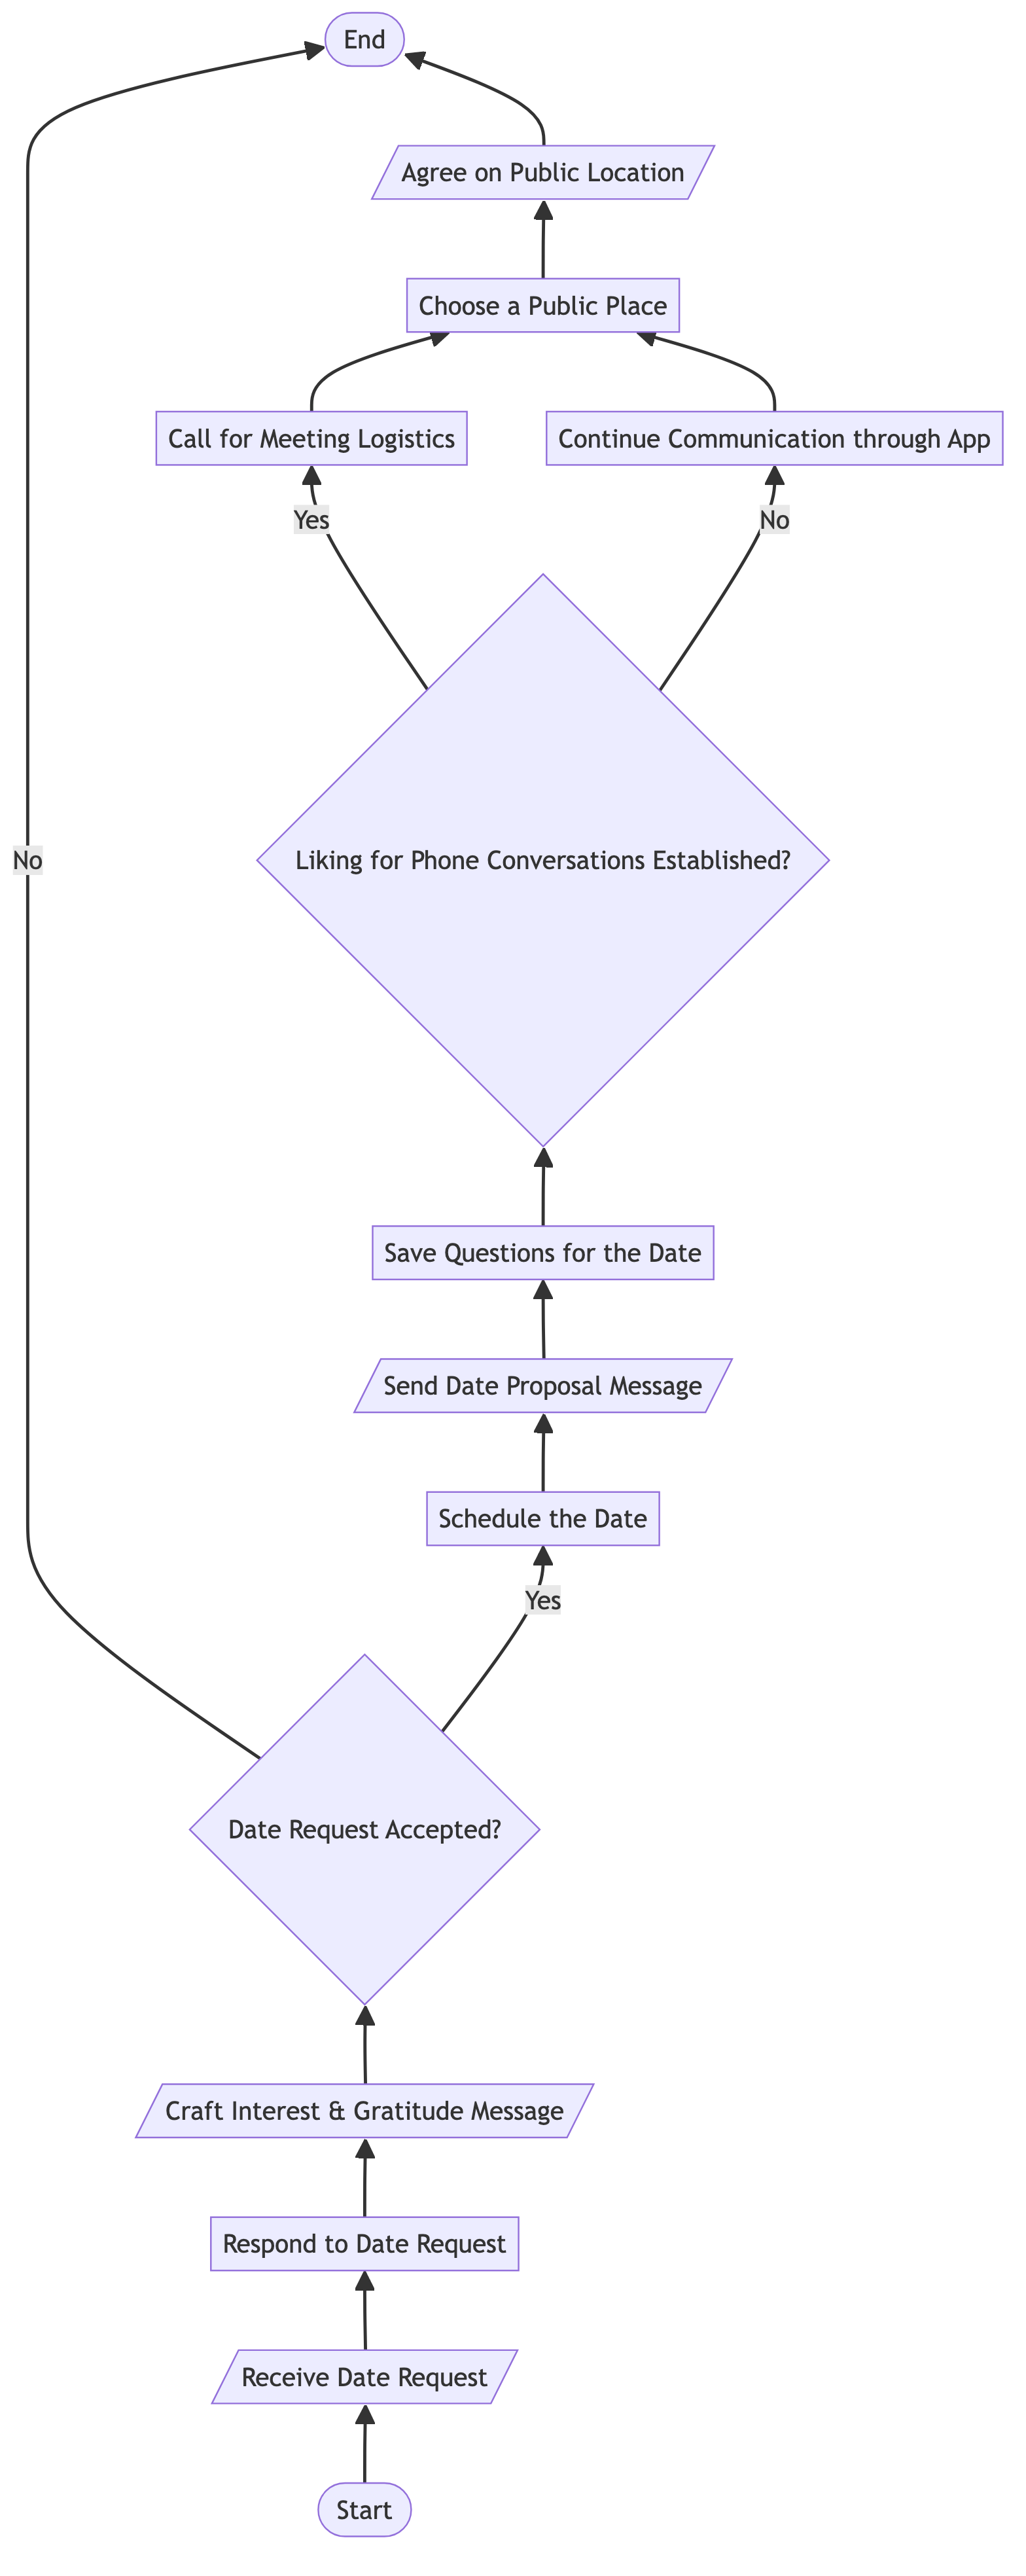 End
Agree on Public Location
Choose a Public Place
Call for Meeting Logistics
Continue Communication through App
Yes
No
No
Liking for Phone Conversations Established?
Save Questions for the Date
Send Date Proposal Message
Schedule the Date
Yes
Date Request Accepted?
Craft Interest & Gratitude Message
Respond to Date Request
Receive Date Request
Start